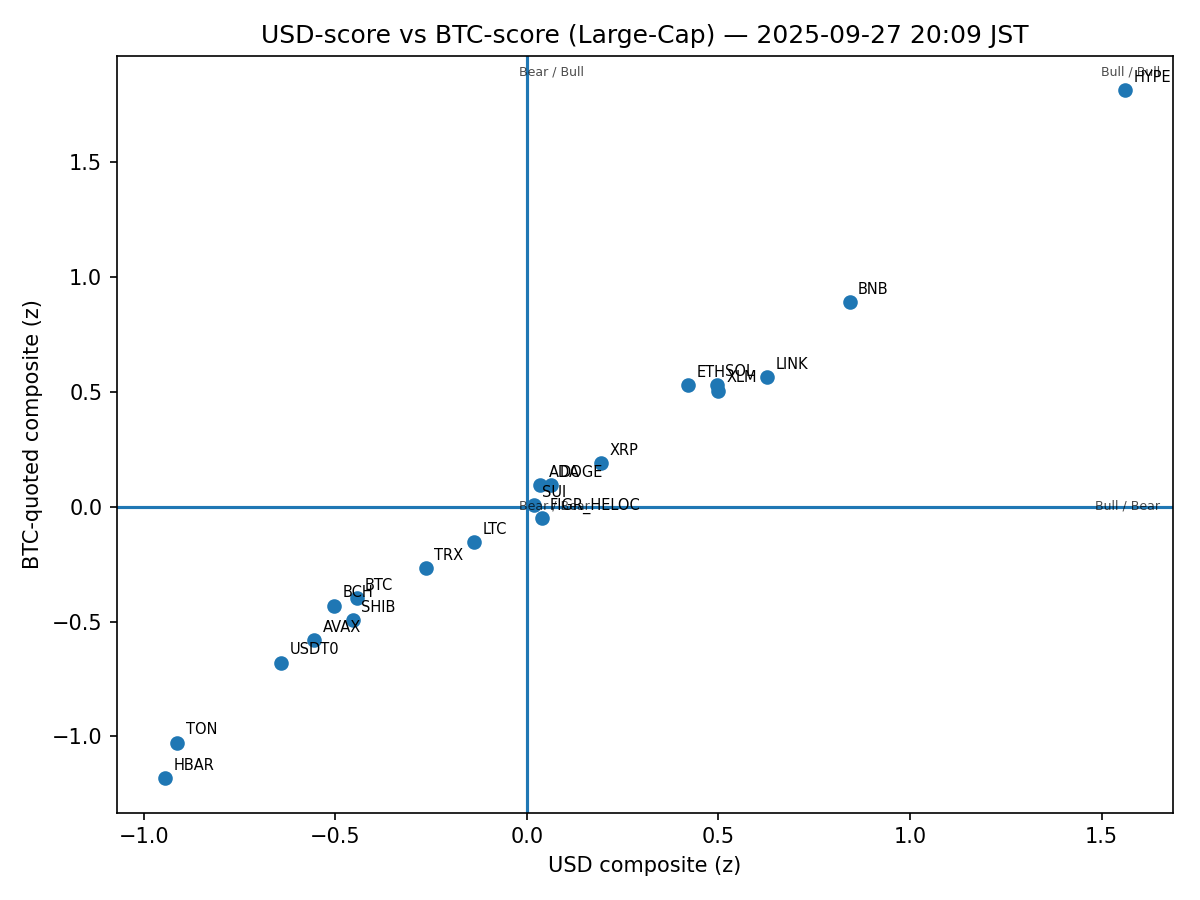 USD-score vs BTC-score (Large-Cap) — 2025-09-27 20:09 JST
Bear / Bull
Bull / Bull
HYPE
BNB
LINK
ETH
SOL
XLM
XRP
ADA
DOGE
SUI
FIGR_HELOC
Bear / Bear
Bull / Bear
LTC
TRX
BTC
BCH
SHIB
AVAX
USDT0
TON
HBAR
1.5
1.0
0.5
0.0
−0.5
−1.0
BTC-quoted composite (z)
−1.0
−0.5
0.0
0.5
1.0
1.5
USD composite (z)